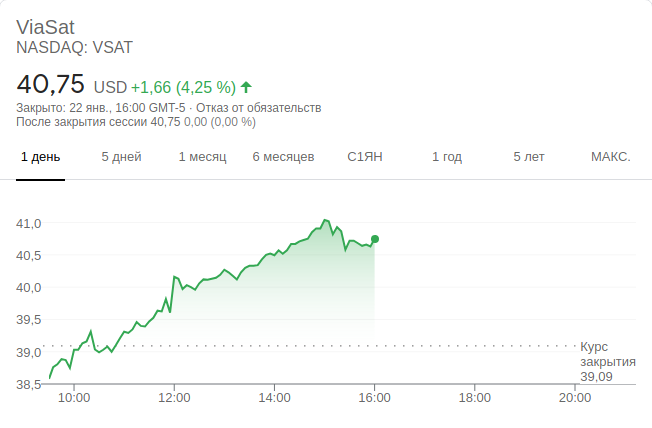 ViaSat
NASDAQ: VSAT
40,75 USD +1,66 (4,25 %)
Закрыто: 22 янв., 16:00 GMT-5 · Отказ от обязательств
После закрытия сессии 40,75 0,00 (0,00 %)
1 день 5 дней 1 месяц 6 месяцев С1ЯН 1 год 5 лет МАКС.
41,0
40,5
40,0
39,5
39,0
38,5
Курс
закрытия
39,09
10:00 12:00 14:00 16:00 18:00 20:00